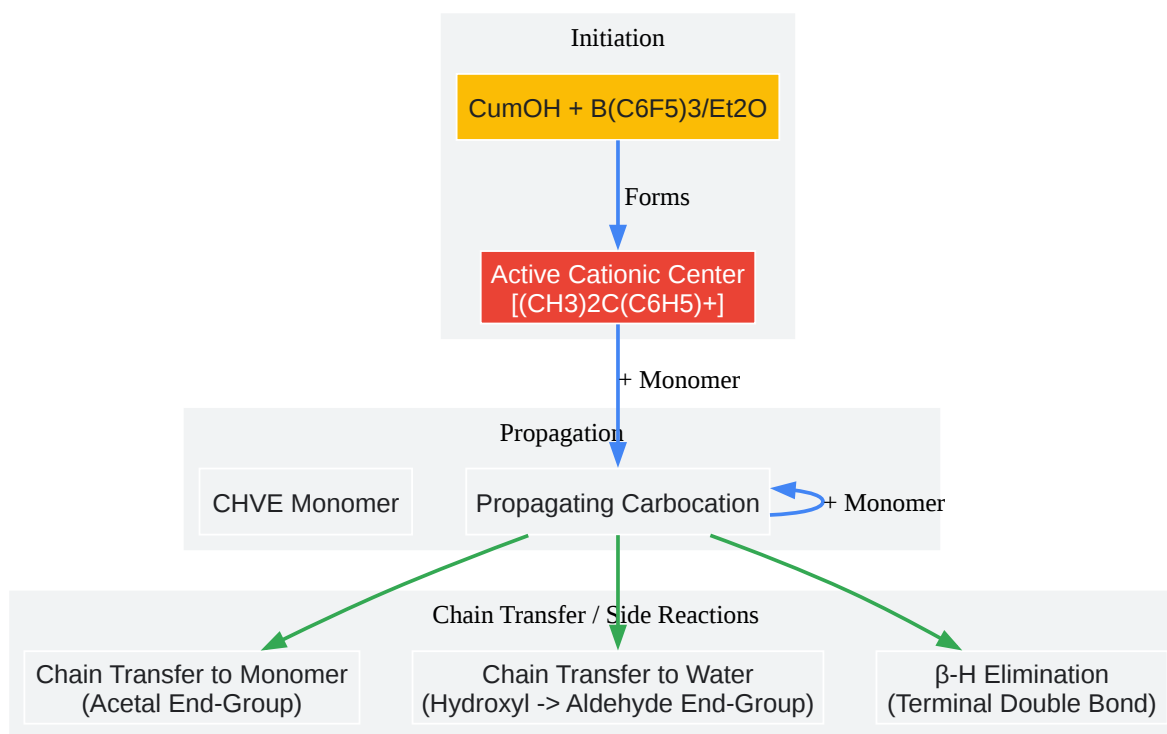 Initiation
CumOH + B(C6F5)3/Et2O
Forms
Active Cationic Center
[(CH3)2C(C6H5)+]
+ Monomer
Propagation
CHVE Monomer
Propagating Carbocation
+ Monomer
Chain Transfer / Side Reactions
Chain Transfer to Monomer
(Acetal End-Group)
Chain Transfer to Water
(Hydroxyl -> Aldehyde End-Group)
β-H Elimination
(Terminal Double Bond)